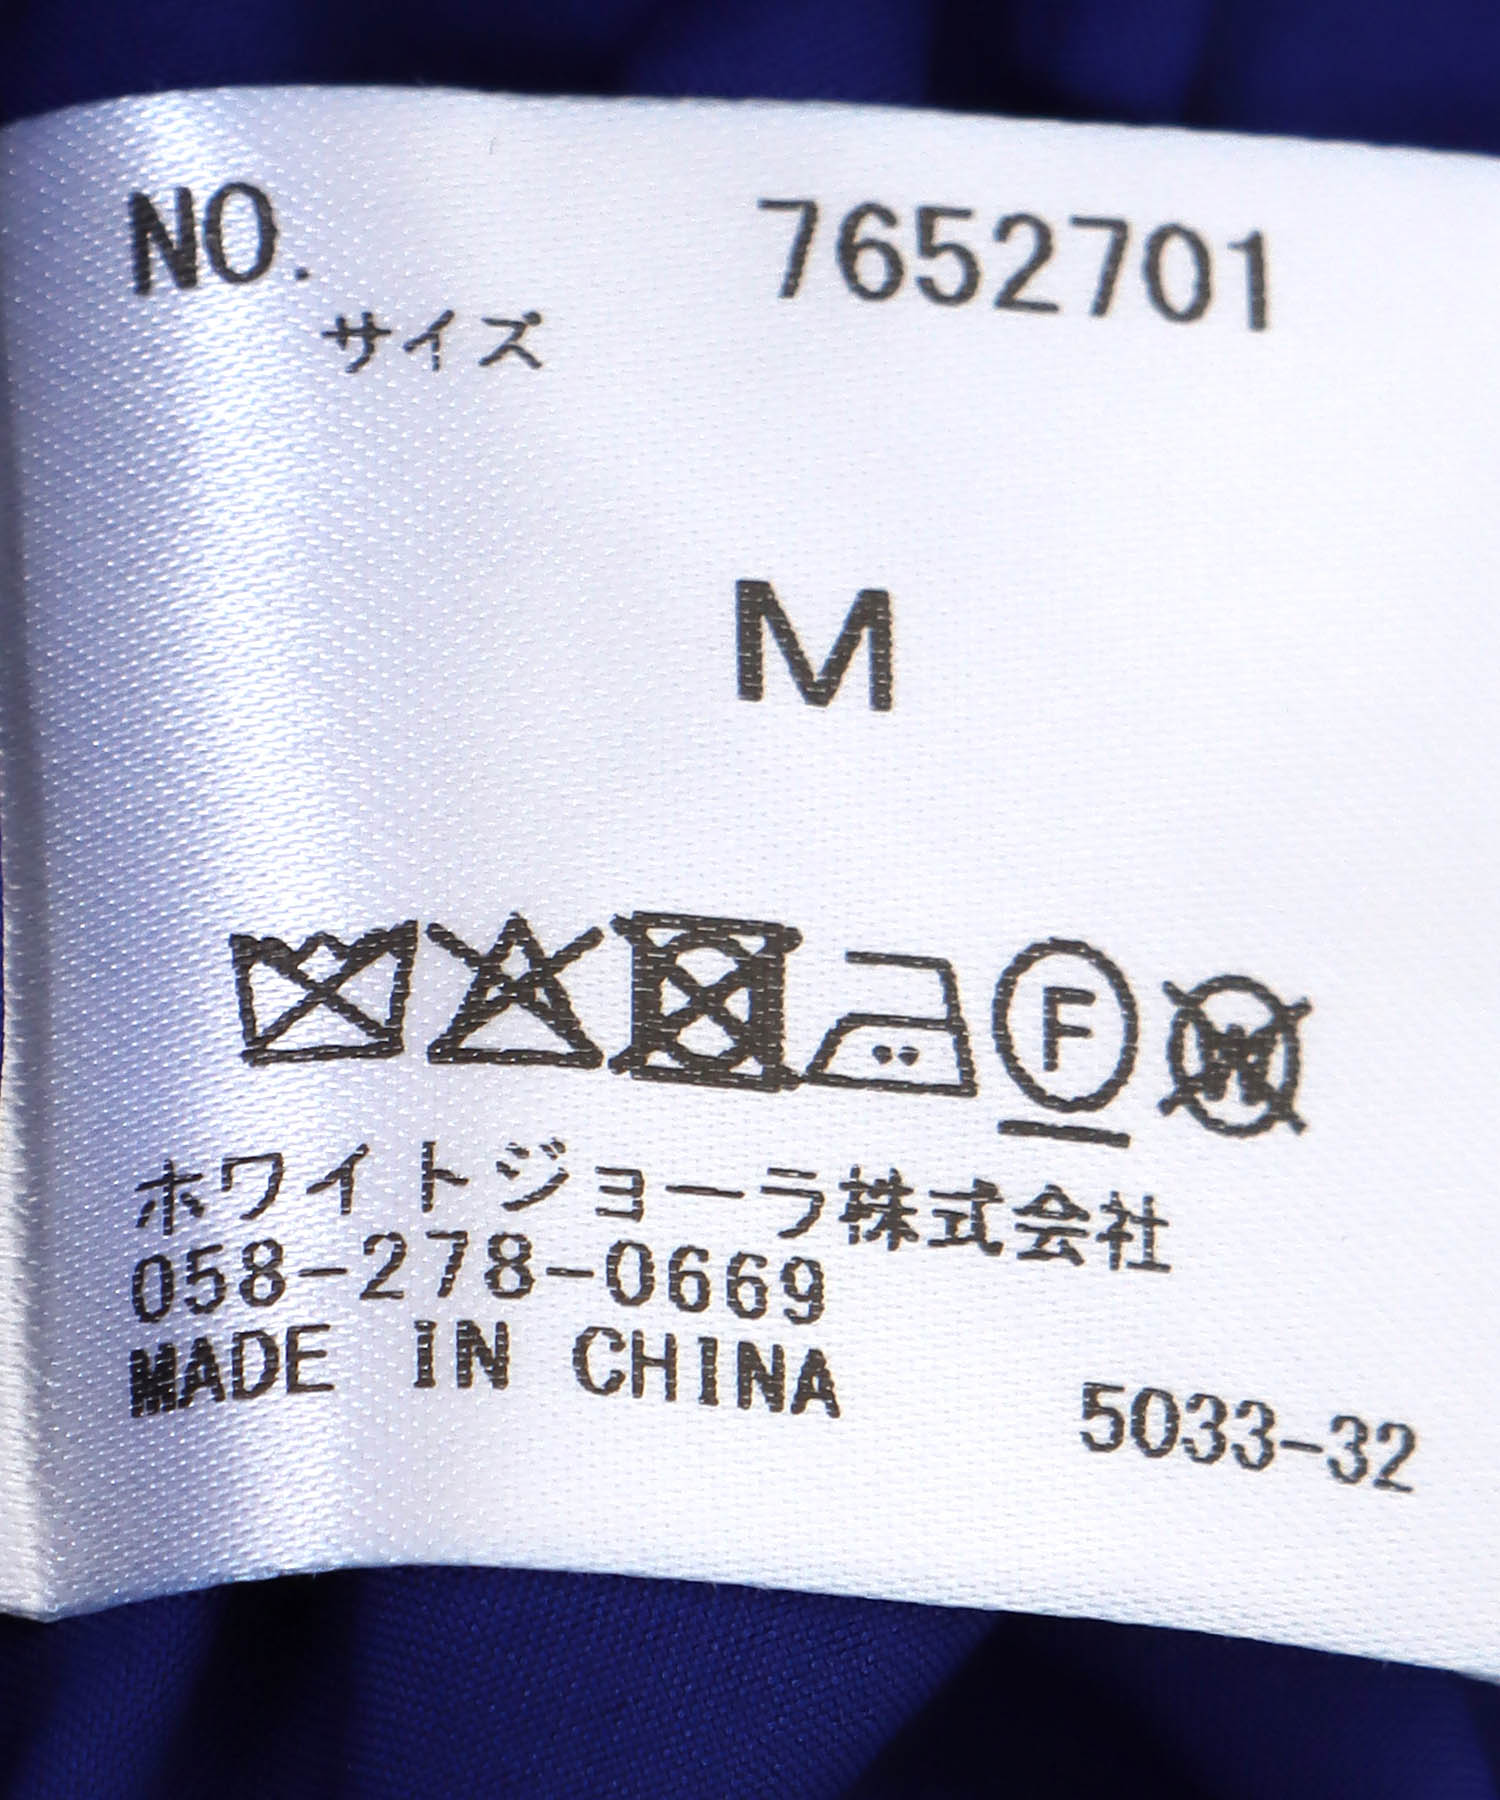 NO. 7652701
サイズ
M
F
W
ホワイトジョーラ株式会社
058-278-0669
MADE IN CHINA
5033-32